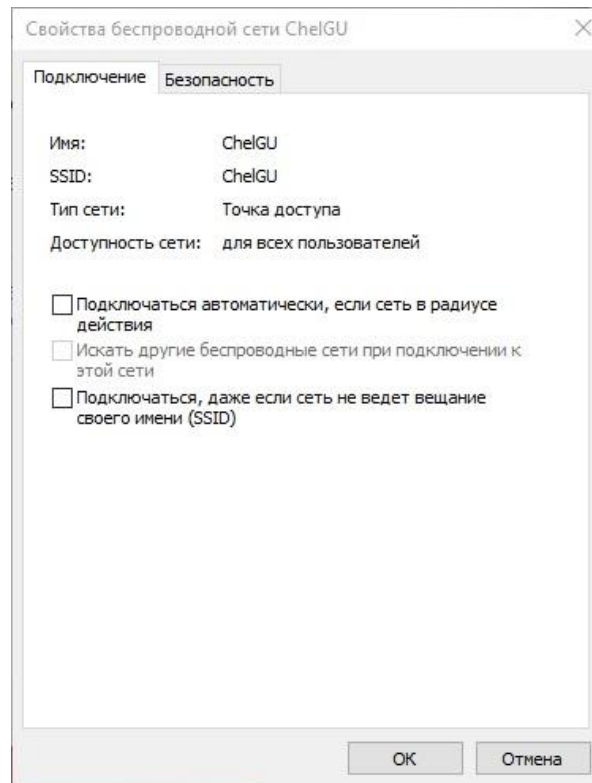 Свойства беспроводной сети ChelGU
Подключение Безопасность
Имя: ChelGU
SSID: ChelGU
Тип сети: Точка доступа
Доступность сети: для всех пользователей
Подключаться автоматически, если сеть в радиусе
действия
Искать другие беспроводные сети при подключении к
этой сети
Подключаться, даже если сеть не ведет вещание
своего имени (SSID)
ОК Отмена